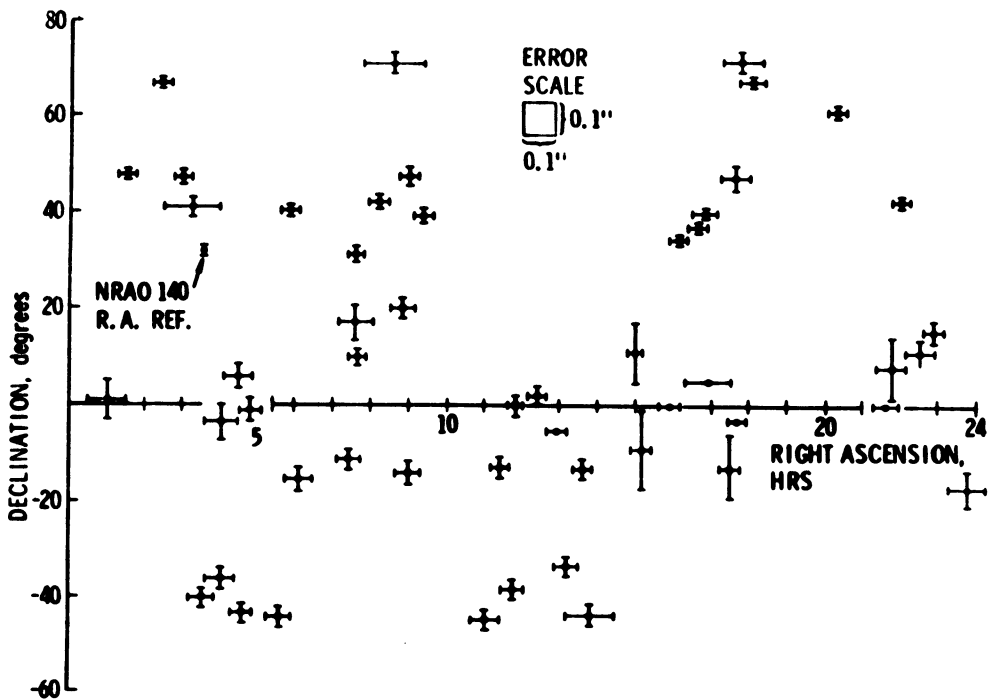 80
60
40
20
0
-20
-40
-60
DECLINATION, degrees
ERROR
SCALE
0.1"
0.1"
NRAO 140
R. A. REF.
5
10
20
24
RIGHT ASCENSION,
HRS